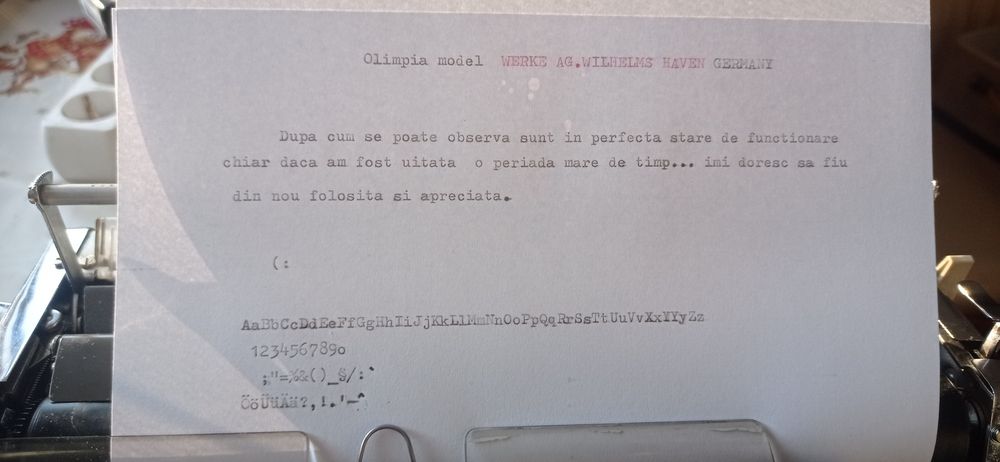 Olimpia model WERKE AG.WILHELMS HAVEN GERMANY
Dupa cum se poate observa sunt in perfecta stare de functionare
chiar daca am fost uitata o periada mare de timp... imi doresc sa fiu
din nou folosita si apreciata.
(:
AaBbCcDdEeFfGgHhIiJjKkLlMmNnOoPpQqRrSsTtUuVvXxYYyZz
123456789o
;"=%&()_§/:`
ÖöÜüÄä?,!.'-^